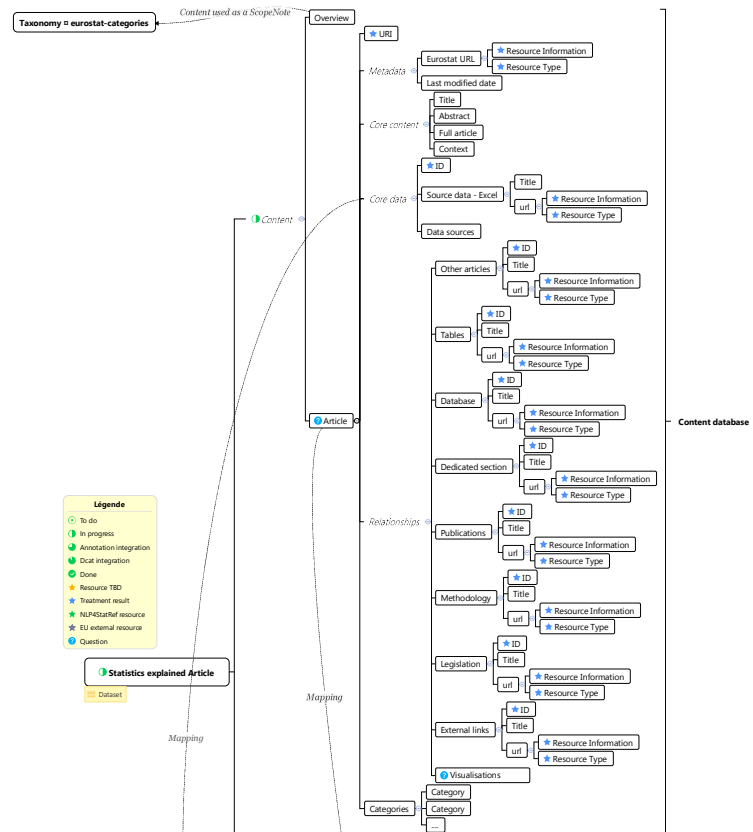 Content used as a ScopeNote
Taxonomy ¤ eurostat-categories
Overview
URI
Metadata
Eurostat URL
Resource Information
Resource Type
Last modified date
Core content
Title
Abstract
Full article
Context
Core data
ID
Source data - Excel
Title
url
Resource Information
Resource Type
Data sources
Content
Article
Relationships
Other articles
ID
Title
url
Resource Information
Resource Type
Tables
ID
Title
url
Resource Information
Resource Type
Database
ID
Title
url
Resource Information
Resource Type
Dedicated section
ID
Title
url
Resource Information
Resource Type
Publications
ID
Title
url
Resource Information
Resource Type
Methodology
ID
Title
url
Resource Information
Resource Type
Legislation
ID
Title
url
Resource Information
Resource Type
External links
ID
Title
url
Resource Information
Resource Type
Visualisations
Categories
Category
Category
...
Content database
Légende
To do
In progress
Annotation integration
Dcat integration
Done
Resource TBD
Treatment result
NLP4StatRef resource
EU external resource
Question
Statistics explained Article
Dataset
Mapping
Mapping